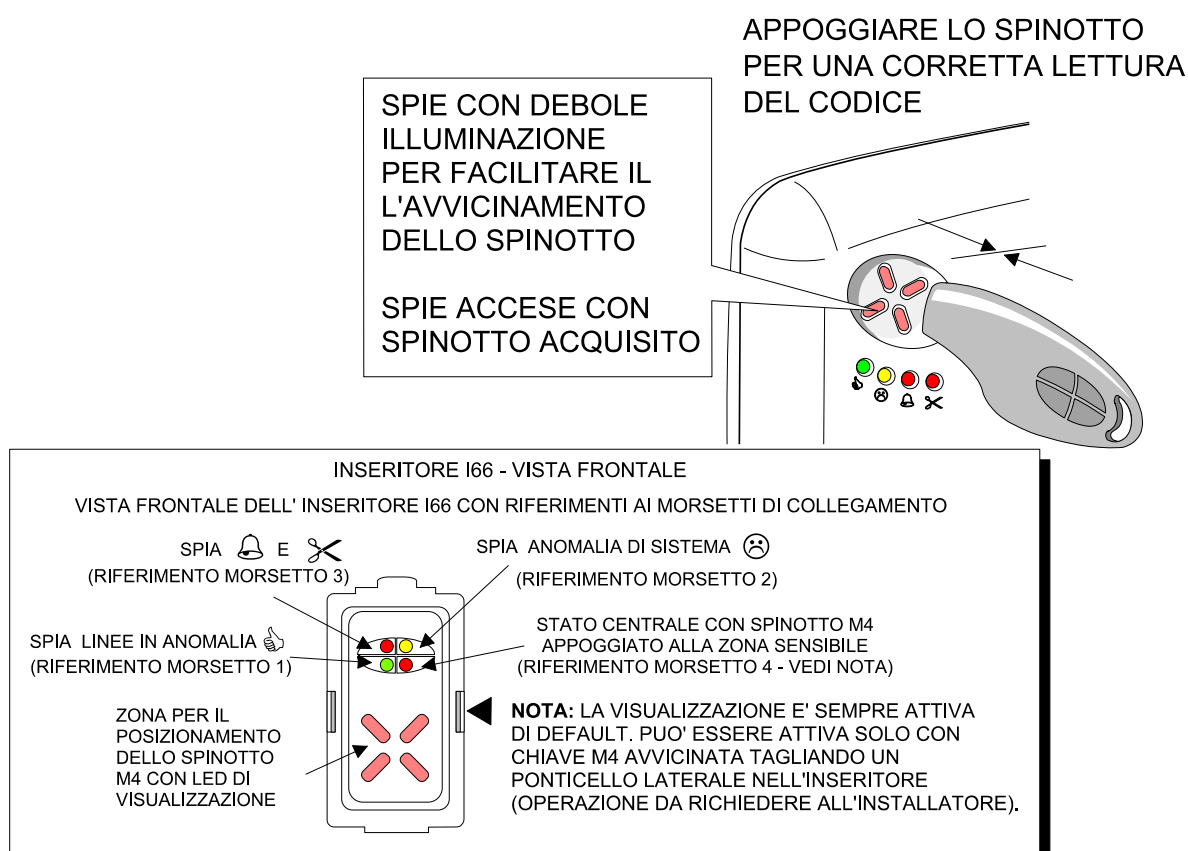 APPOGGIARE LO SPINOTTO
PER UNA CORRETTA LETTURA
DEL CODICE
SPIE CON DEBOLE
ILLUMINAZIONE
PER FACILITARE IL
L'AVVICINAMENTO
DELLO SPINOTTO
SPIE ACCESE CON
SPINOTTO ACQUISITO
INSERITORE I66 - VISTA FRONTALE
VISTA FRONTALE DELL' INSERITORE I66 CON RIFERIMENTI AI MORSETTI DI COLLEGAMENTO
SPIA E
(RIFERIMENTO MORSETTO 3)
SPIA ANOMALIA DI SISTEMA
(RIFERIMENTO MORSETTO 2)
SPIA LINEE IN ANOMALIA
(RIFERIMENTO MORSETTO 1)
STATO CENTRALE CON SPINOTTO M4
APPOGGIATO ALLA ZONA SENSIBILE
(RIFERIMENTO MORSETTO 4 - VEDI NOTA)
ZONA PER IL
POSIZIONAMENTO
DELLO SPINOTTO
M4 CON LED DI
VISUALIZZAZIONE
NOTA: LA VISUALIZZAZIONE E' SEMPRE ATTIVA
DI DEFAULT. PUO' ESSERE ATTIVA SOLO CON
CHIAVE M4 AVVICINATA TAGLIANDO UN
PONTICELLO LATERALE NELL'INSERITORE
(OPERAZIONE DA RICHIEDERE ALL'INSTALLATORE).